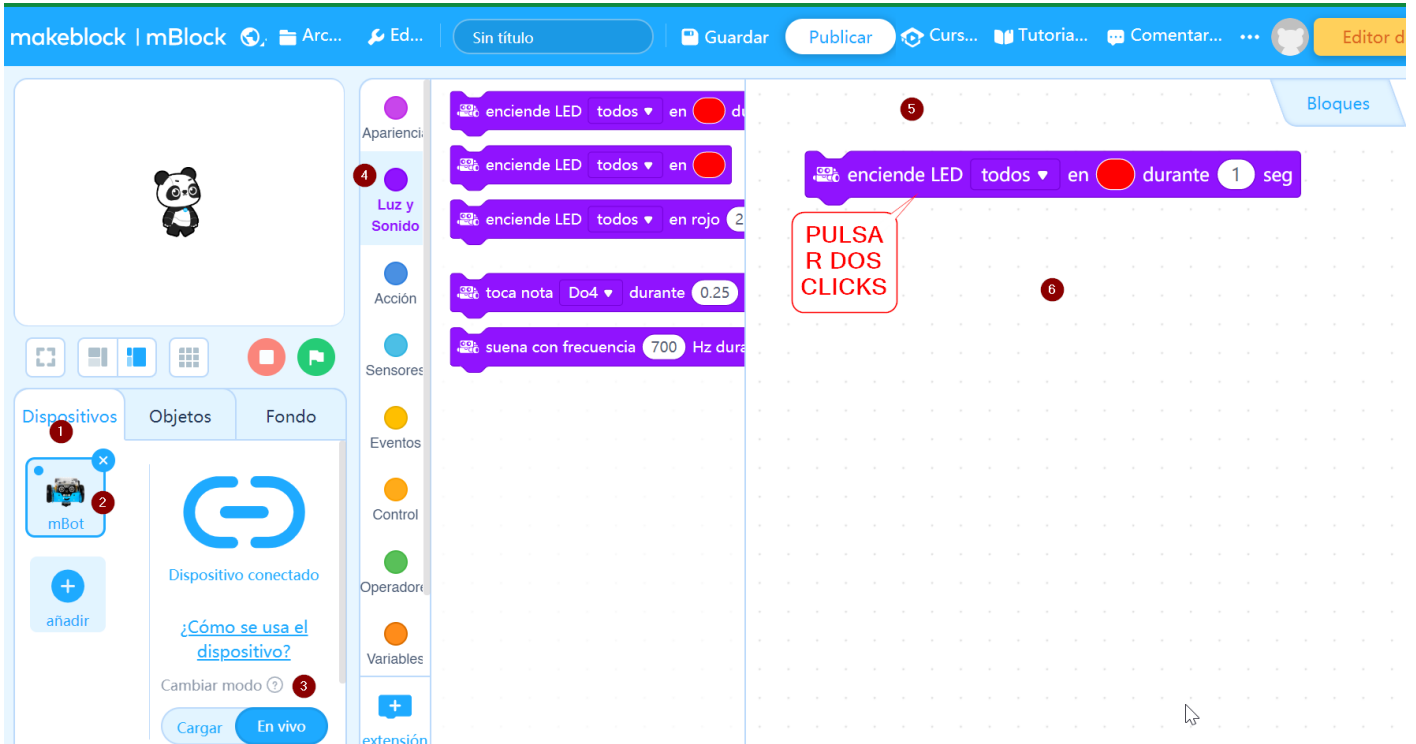 makeblock | mBlock Arc... Ed... Sin título Guardar Publicar Curs... Tutoria... Comentar... Editor d
Apariencia
4
Luz y
Sonido
Acción
Sensores
Eventos
Control
Operadore
Variables
extensión
enciende LED todos en du
enciende LED todos en
enciende LED todos en rojo 2
toca nota Do4 durante 0.25
suena con frecuencia 700 Hz dura
5
Bloques
enciende LED todos en durante 1 seg
PULSA
R DOS
CLICKS
6
Dispositivos Objetos Fondo
1
2
mBot
añadir
Dispositivo conectado
¿Cómo se usa el
dispositivo?
Cambiar modo ? 3
Cargar En vivo